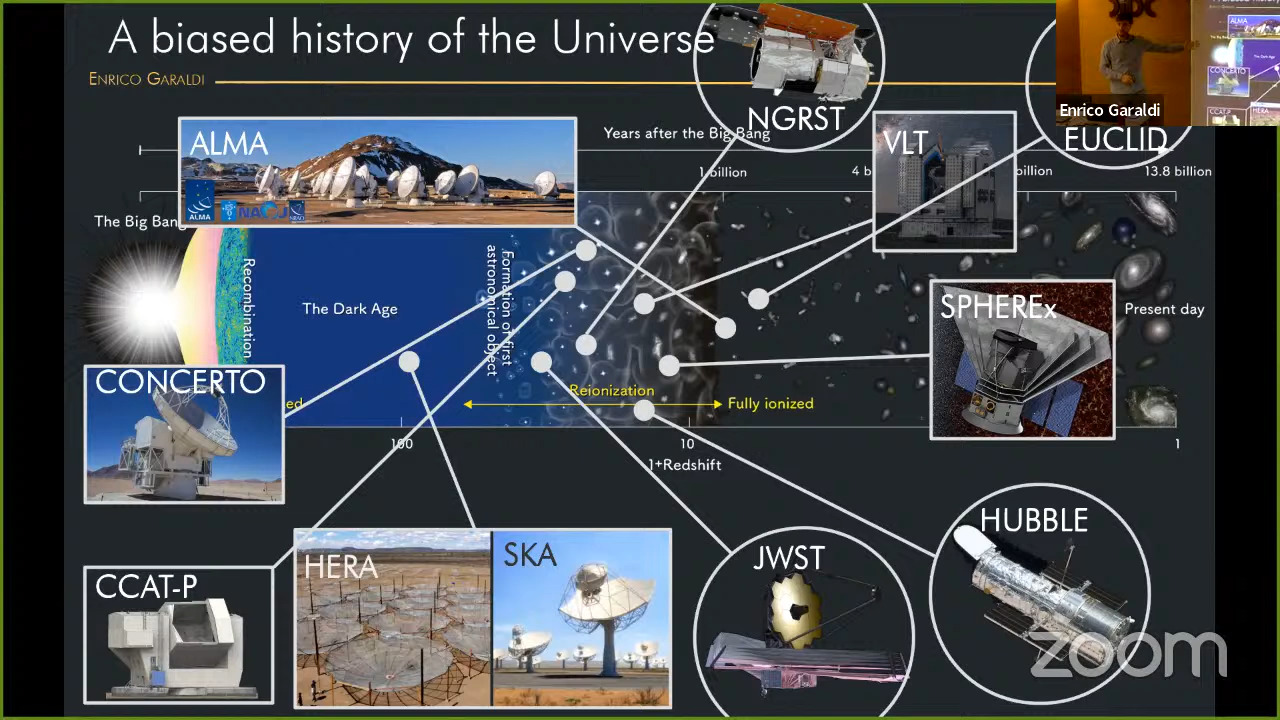 A biased history of the Universe
ENRICO GARALDI
NGRST
Enrico Garaldi
EUCLID
ALMA
Years after the Big Bang
VLT
1 billion
4 b
billion
13.8 billion
ALMA
The Big Bang
Recombination
The Dark Age
Formation of first
astronomical object
SPHEREx
Present day
CONCERTO
ed
Reionization
Fully ionized
100
10
1
1+Redshift
HUBBLE
HERA
SKA
JWST
CCAT-P
zoom